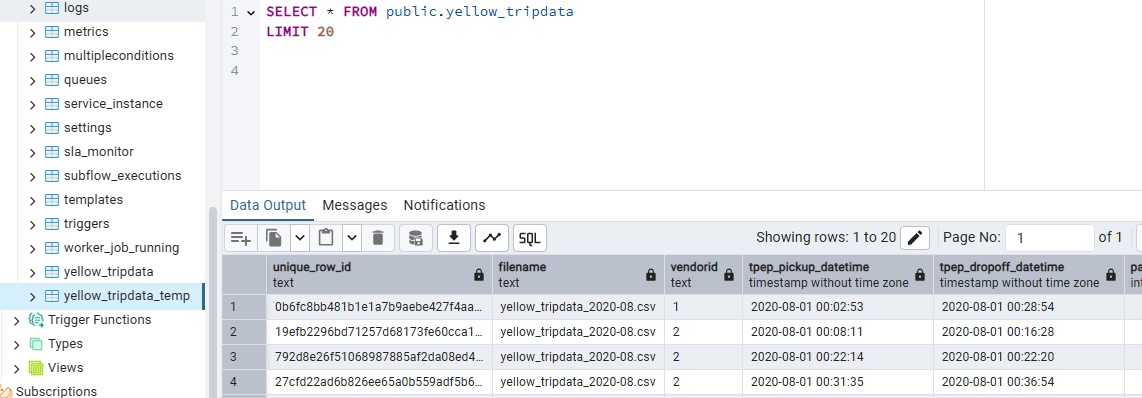 logs
metrics
multipleconditions
queues
service_instance
settings
sla_monitor
subflow_executions
templates
triggers
worker_job_running
yellow_tripdata
yellow_tripdata_temp
Trigger Functions
Types
Views
Subscriptions
1 SELECT * FROM public.yellow_tripdata
2 LIMIT 20
3
4
Data Output Messages Notifications
SQL Showing rows: 1 to 20 Page No: 1 of 1
unique_row_id filename vendorid tpep_pickup_datetime tpep_dropoff_datetime pa
text text text timestamp without time zone timestamp without time zone int
1 0b6fc8bb481b1e1a7b9aebe427f4aa... yellow_tripdata_2020-08.csv 1 2020-08-01 00:02:53 2020-08-01 00:28:54
2 19efb2296bd71257d68173fe60cca1... yellow_tripdata_2020-08.csv 2 2020-08-01 00:08:11 2020-08-01 00:16:28
3 792d8e26f51068987885af2da08ed4... yellow_tripdata_2020-08.csv 2 2020-08-01 00:22:14 2020-08-01 00:22:20
4 27cfd22ad6b826ee65a0b559adf5b6... yellow_tripdata_2020-08.csv 2 2020-08-01 00:31:35 2020-08-01 00:36:54